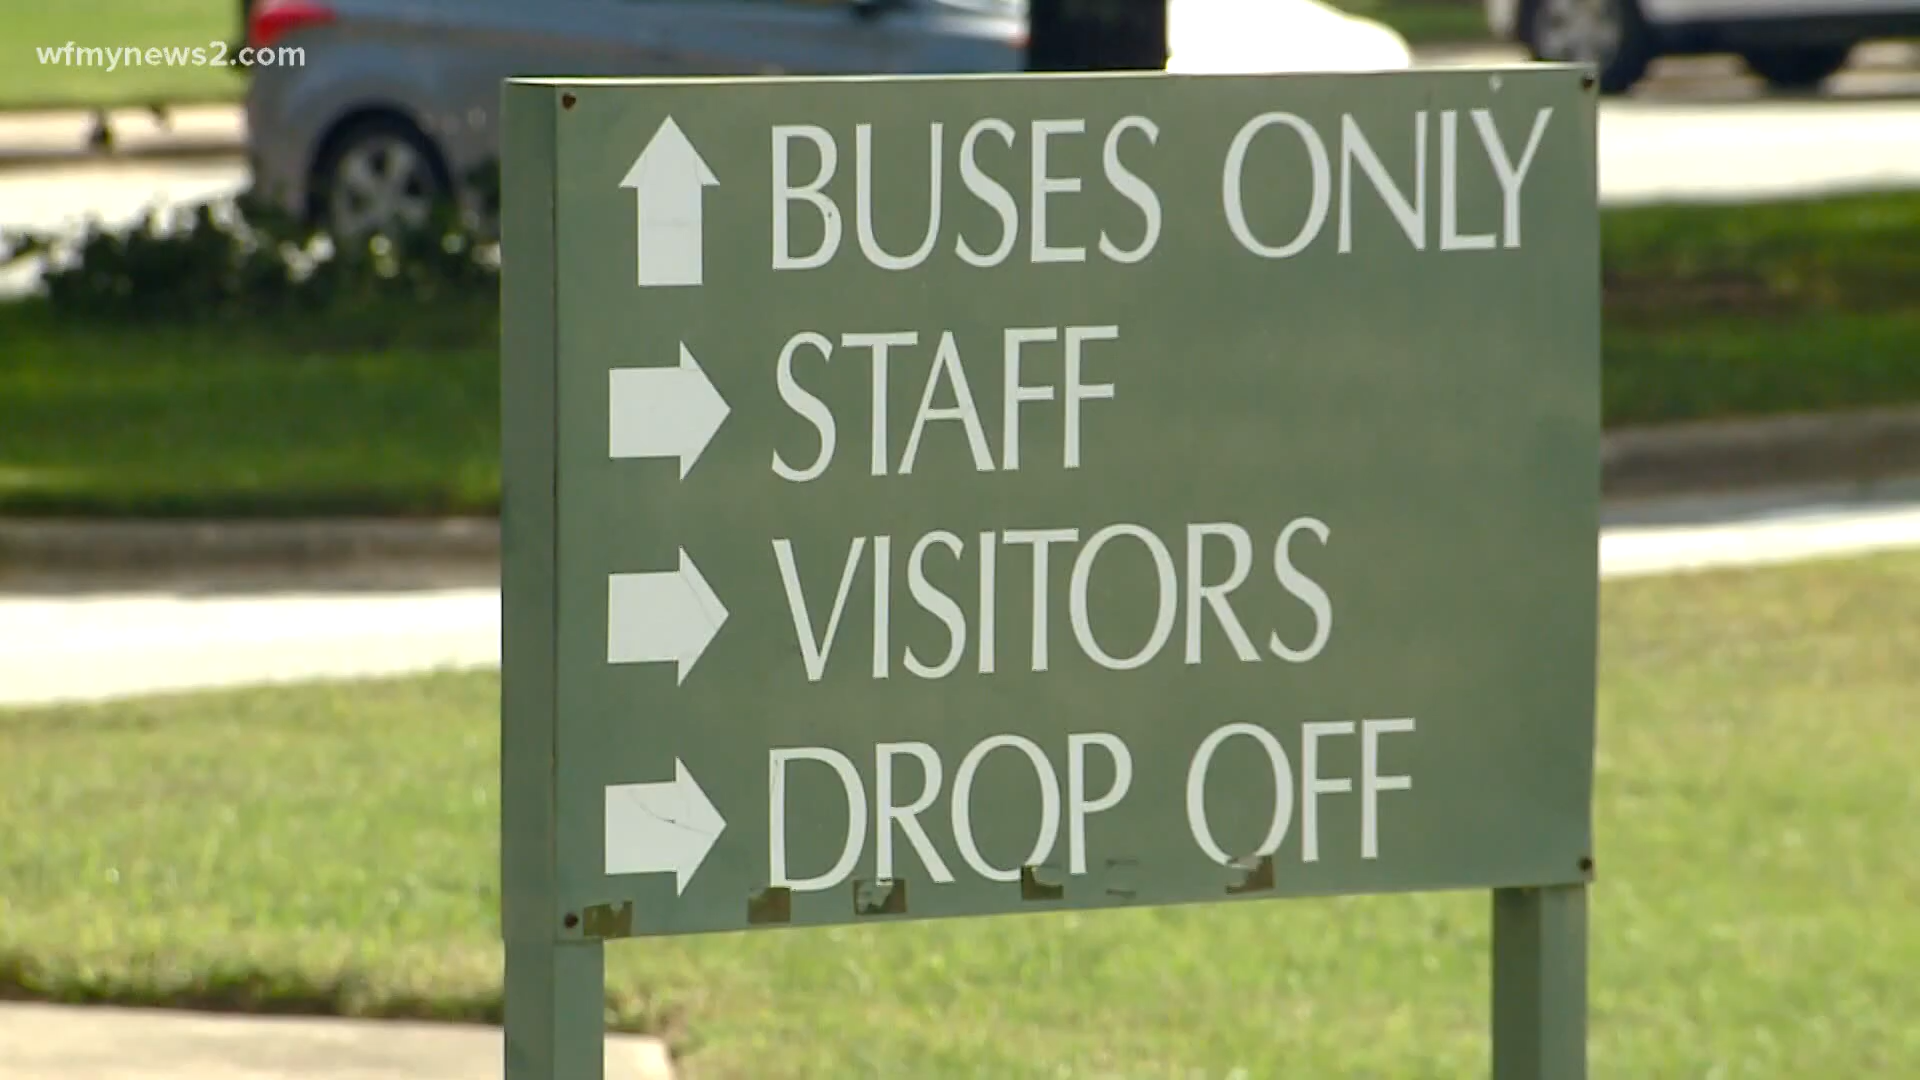 wfmynews2.com
BUSES ONLY
STAFF
VISITORS
DROP OFF